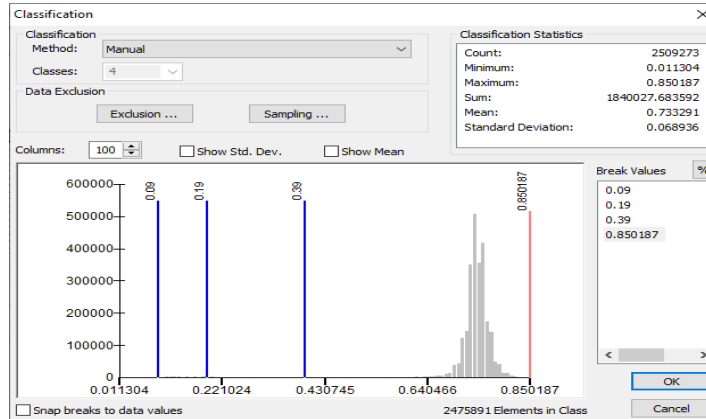 Classification
Classification
Method: Manual
Classes: 4
Data Exclusion
Exclusion ... Sampling ...
Classification Statistics
Count: 2509273
Minimum: 0.011304
Maximum: 0.850187
Sum: 1840027.683592
Mean: 0.733291
Standard Deviation: 0.068936
Columns: 100 Show Std. Dev. Show Mean
Break Values %
0.09
0.19
0.39
0.850187
0.09 0.19 0.39 0.850187
600000
500000
400000
300000
200000
100000
0
0.011304 0.221024 0.430745 0.640466 0.850187
OK
Snap breaks to data values 2475891 Elements in Class Cancel